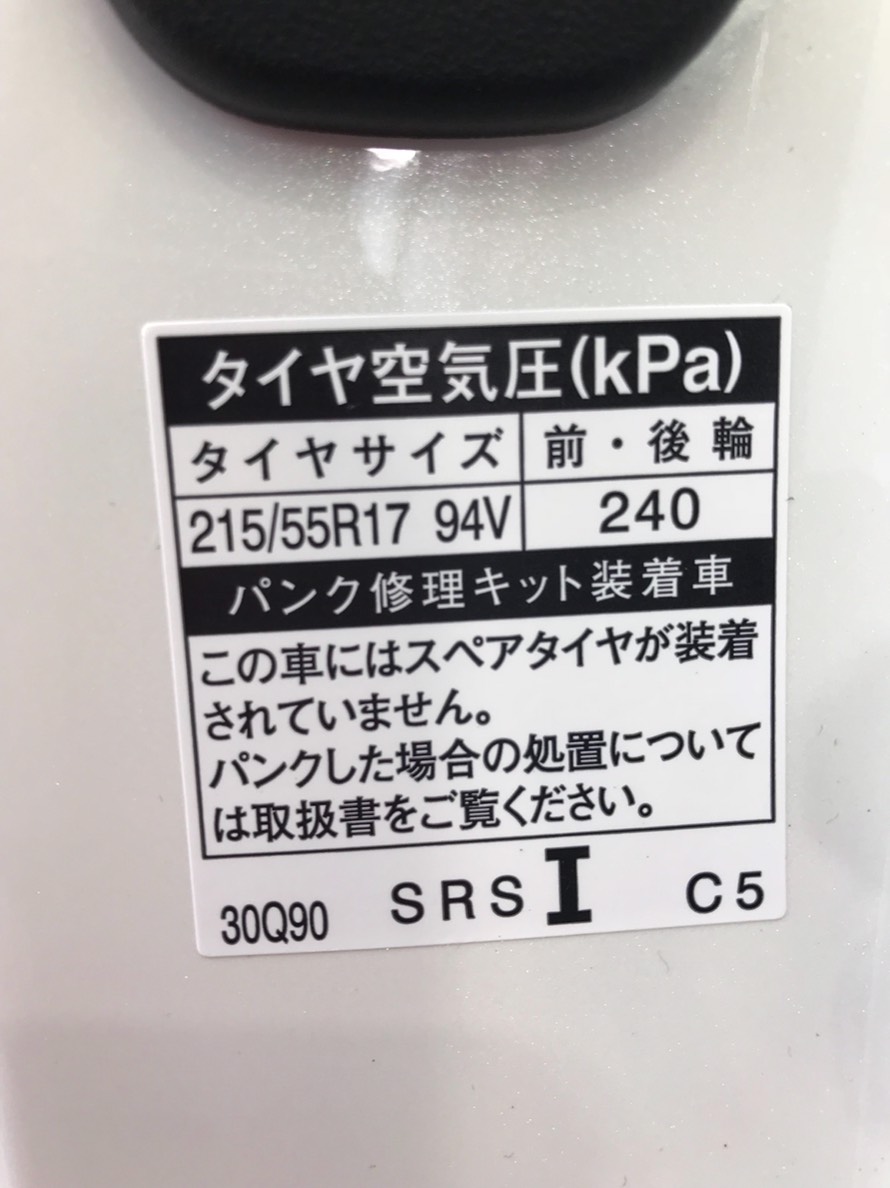 タイヤ空気圧(kPa)
タイヤサイズ 前・後輪
215/55R17 94V 240
パンク修理キット装着車
この車にはスペアタイヤが装着
されていません。
パンクした場合の処置について
は取扱書をご覧ください。
30Q90 SRS I C5